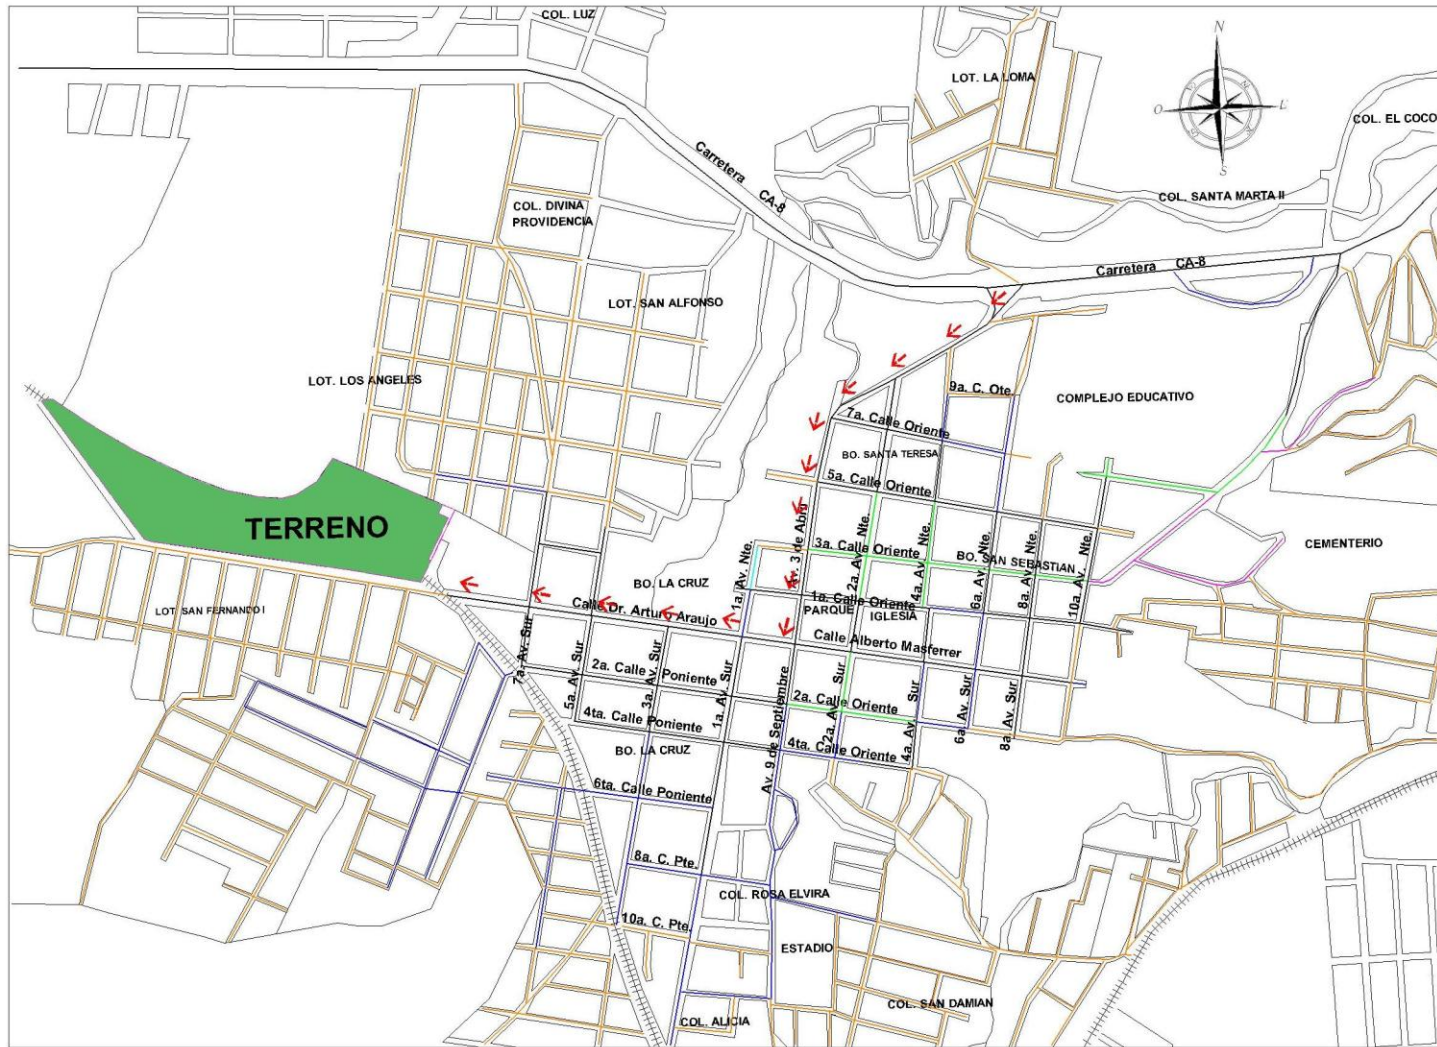 COL. LUZ
N
LOT. LA LOMA
O
E
COL. EL COCO
S
Carretera CA-8
COL. SANTA MARTA II
COL. DIVINA
PROVIDENCIA
Carretera CA-8
LOT. SAN ALFONSO
LOT. LOS ANGELES
9a. C. Ote.
COMPLEJO EDUCATIVO
7a. Calle Oriente
BO. SANTA TERESA
5a. Calle Oriente
TERRENO
Av. 3 de Abril
3a. Calle Oriente
2a. Av. Nte.
4a. Av. Nte.
BO. SAN SEBASTIAN
6a. Av. Nte.
8a. Av. Nte.
10a. Av. Nte.
CEMENTERIO
1a. Av. Nte.
BO. LA CRUZ
1a. Calle Oriente
PARQUE
IGLESIA
LOT. SAN FERNANDO I
Calle Dr. Arturo Araujo
Calle Alberto Masferrer
7a. Av. Sur
5a. Av. Sur
2a. Calle Poniente
3a. Av. Sur
1a. Av. Sur
Av. 9 de Septiembre
2a. Calle Oriente
2a. Av. Sur
4a. Av. Sur
6a. Av. Sur
8a. Av. Sur
4ta. Calle Poniente
4ta. Calle Oriente
BO. LA CRUZ
6ta. Calle Poniente
8a. C. Pte.
COL. ROSA ELVIRA
10a. C. Pte.
ESTADIO
COL. SAN DAMIAN
COL. ALICIA